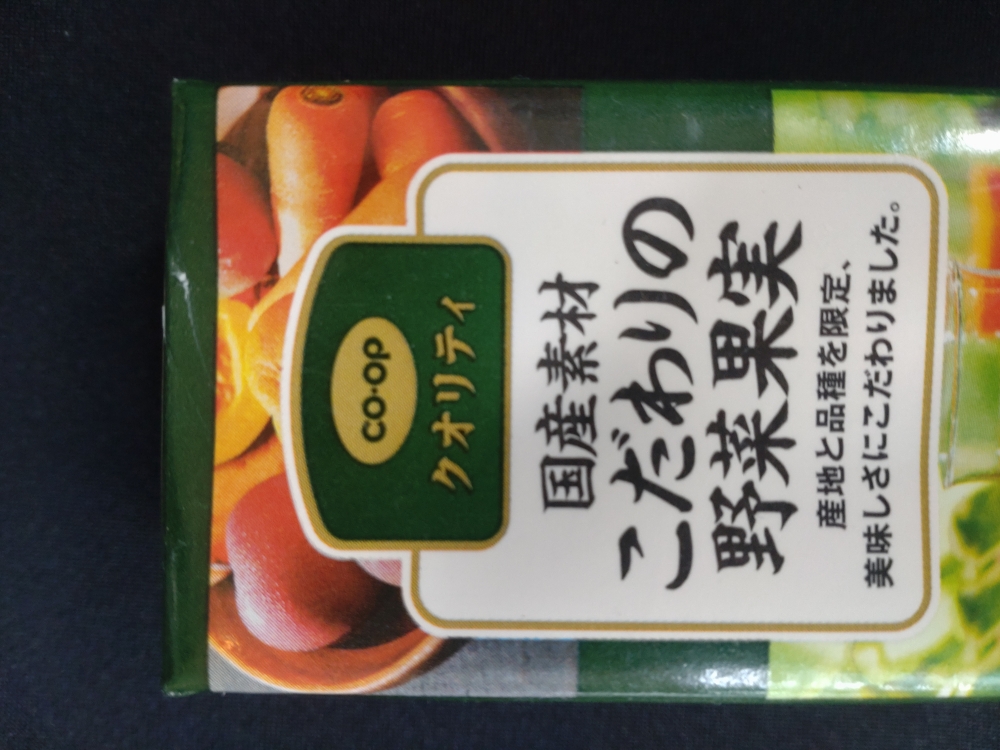 co・op
クオリティ
国産素材
こだわりの
野菜果実
産地と品種を限定、
美味しさにこだわりました。